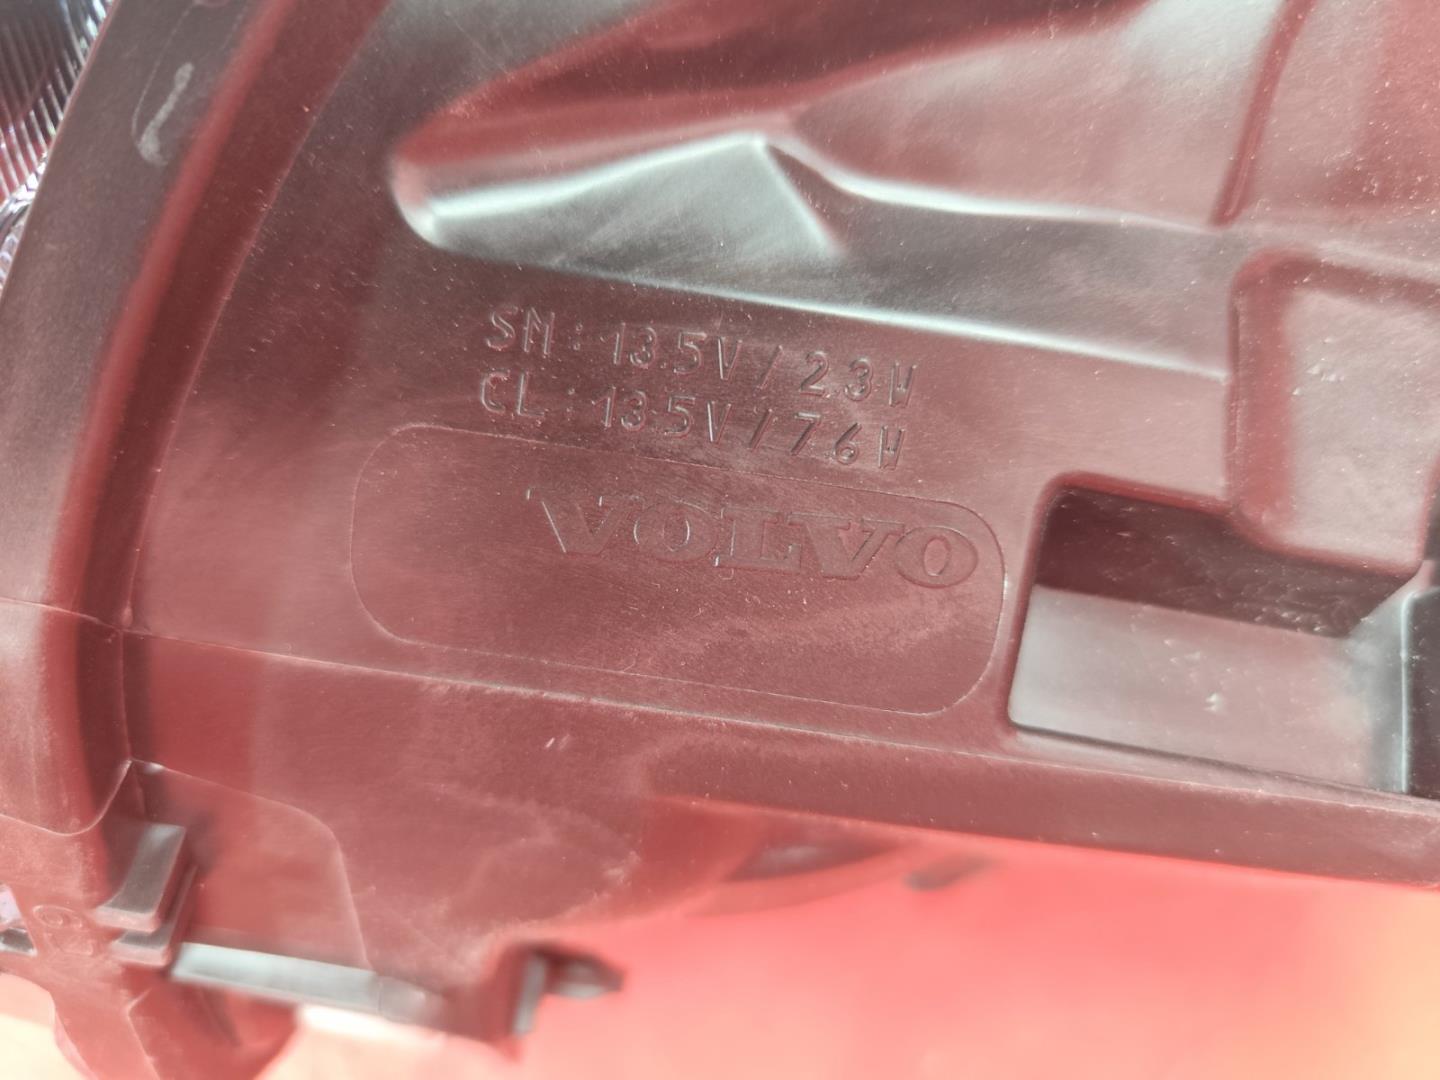 SM: 13.5V / 2.3W
CL: 13.5V / 7.6W
VOLVO